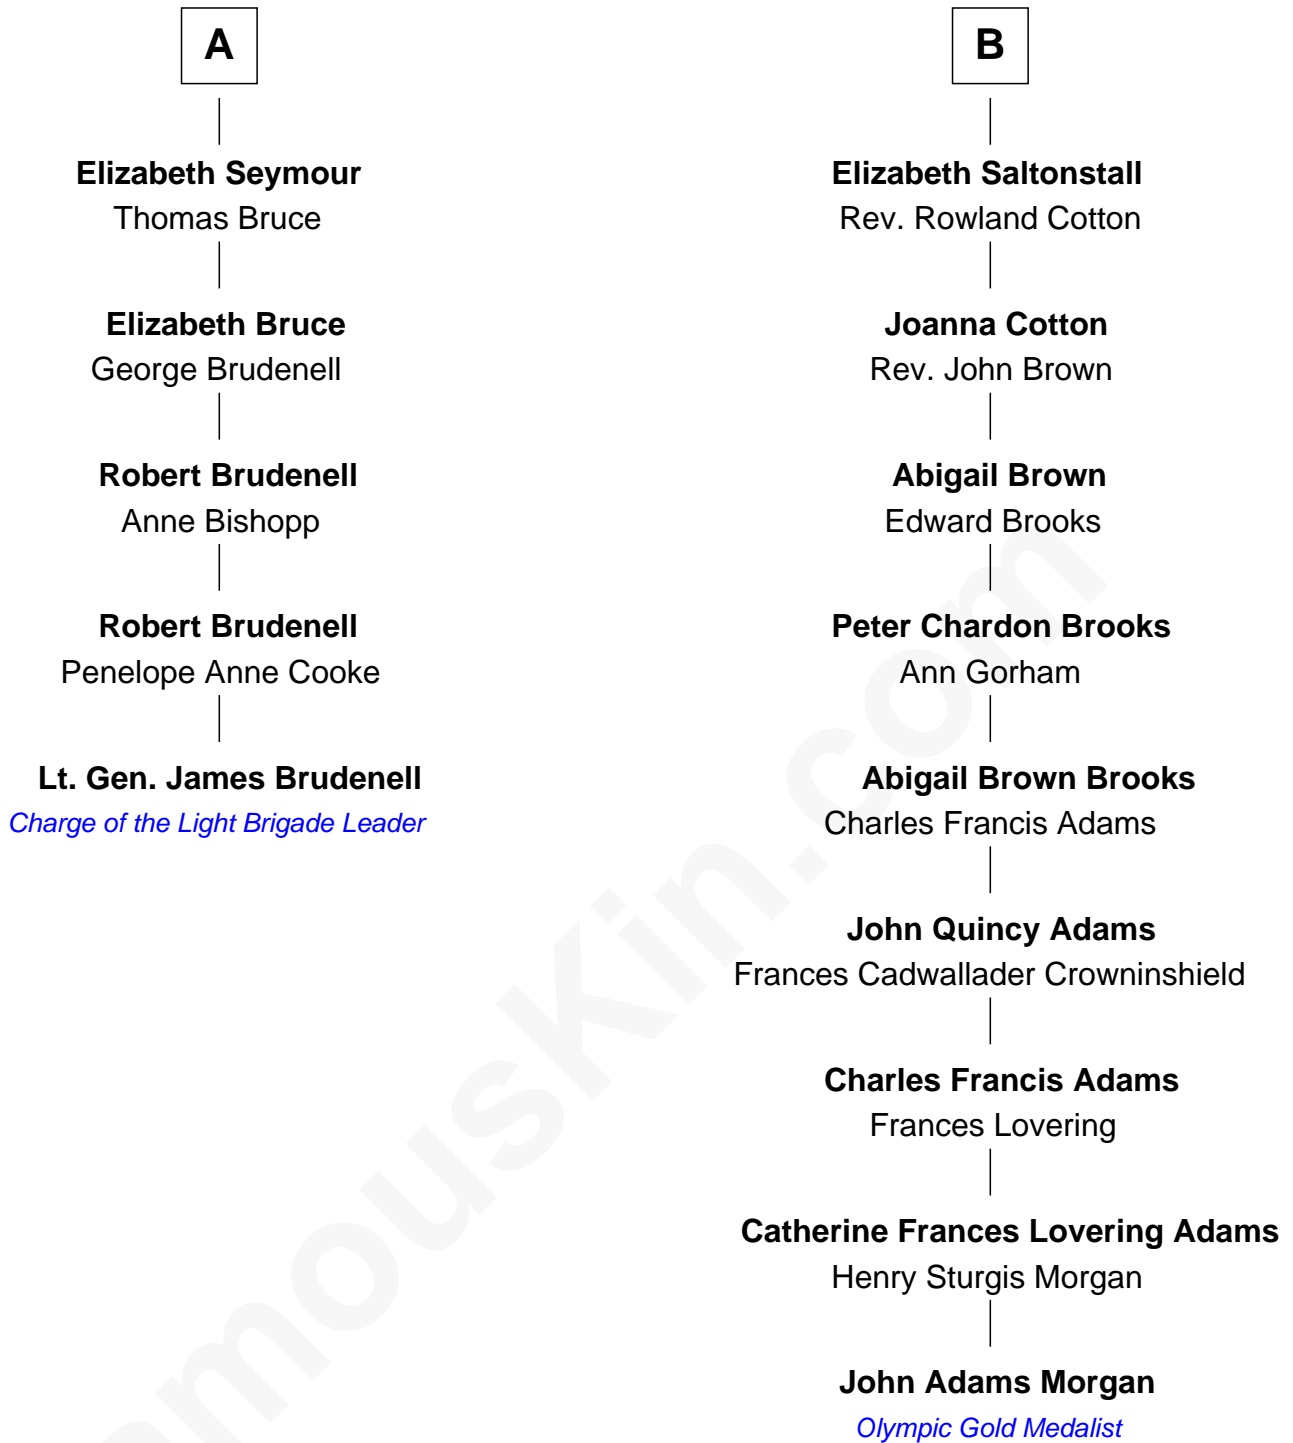 A
Elizabeth Seymour
Thomas Bruce
Elizabeth Bruce
George Brudenell
Robert Brudenell
Anne Bishopp
Robert Brudenell
Penelope Anne Cooke
Lt. Gen. James Brudenell
Charge of the Light Brigade Leader
B
Elizabeth Saltonstall
Rev. Rowland Cotton
Joanna Cotton
Rev. John Brown
Abigail Brown
Edward Brooks
Peter Chardon Brooks
Ann Gorham
Abigail Brown Brooks
Charles Francis Adams
John Quincy Adams
Frances Cadwallader Crowninshield
Charles Francis Adams
Frances Lovering
Catherine Frances Lovering Adams
Henry Sturgis Morgan
John Adams Morgan
Olympic Gold Medalist
amousKin.com